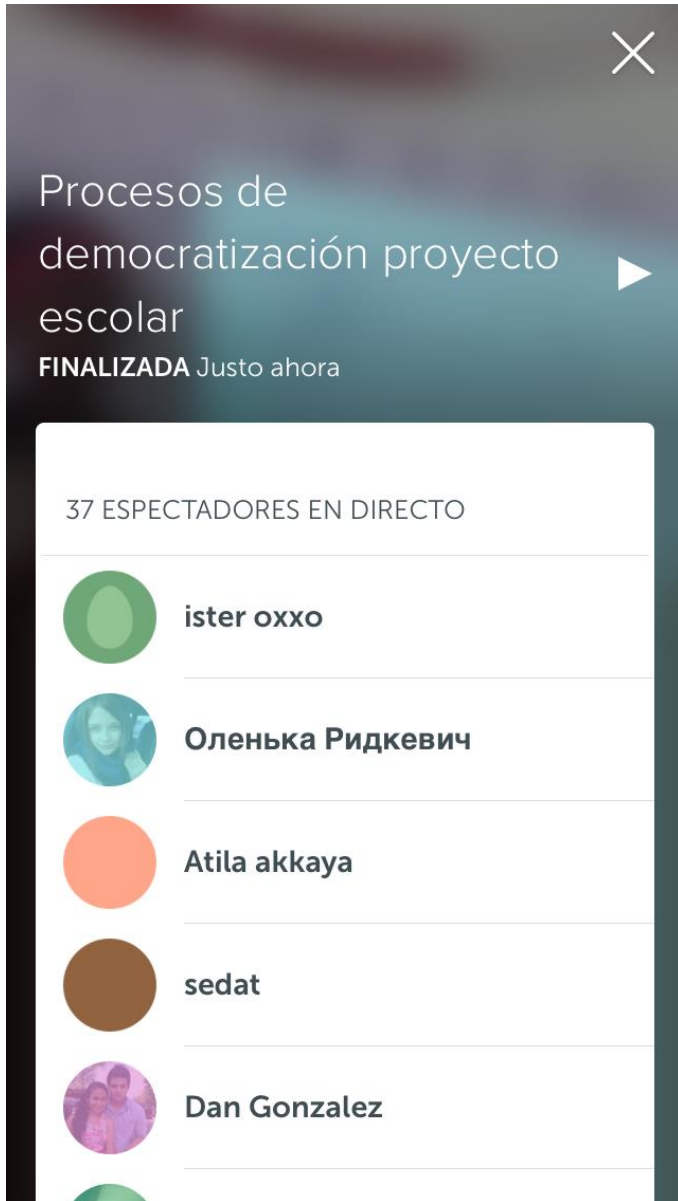 Procesos de
democratización proyecto
escolar
FINALIZADA Justo ahora
37 ESPECTADORES EN DIRECTO
ister oxxo
Оленька Ридкевич
Atila akkaya
sedat
Dan Gonzalez